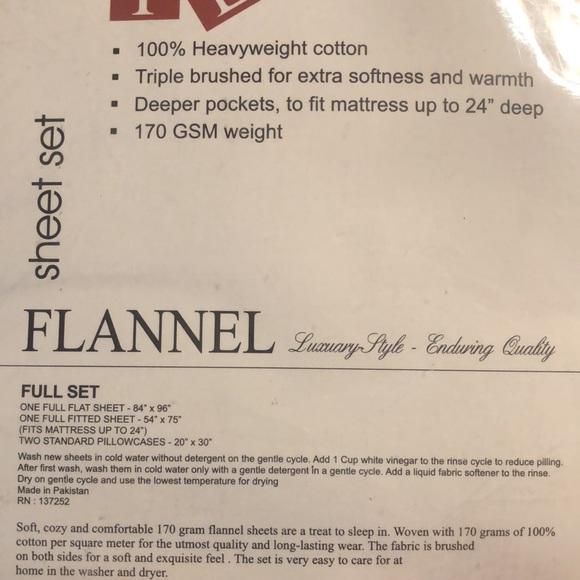 ▪ 100% Heavyweight cotton
▪ Triple brushed for extra softness and warmth
▪ Deeper pockets, to fit mattress up to 24” deep
▪ 170 GSM weight
sheet set
FLANNEL Luxuary-Style - Enduring Quality
FULL SET
ONE FULL FLAT SHEET - 84" x 96"
ONE FULL FITTED SHEET - 54" x 75"
(FITS MATTRESS UP TO 24")
TWO STANDARD PILLOWCASES - 20" x 30"
Wash new sheets in cold water without detergent on the gentle cycle. Add 1 Cup white vinegar to the rinse cycle to reduce pilling.
After first wash, wash them in cold water only with a gentle detergent in a gentle cycle. Add a liquid fabric softener to the rinse.
Dry on gentle cycle and use the lowest temperature for drying
Made in Pakistan
RN : 137252
Soft, cozy and comfortable 170 gram flannel sheets are a treat to sleep in. Woven with 170 grams of 100%
cotton per square meter for the utmost quality and long-lasting wear. The fabric is brushed
on both sides for a soft and exquisite feel . The set is very easy to care for at
home in the washer and dryer.